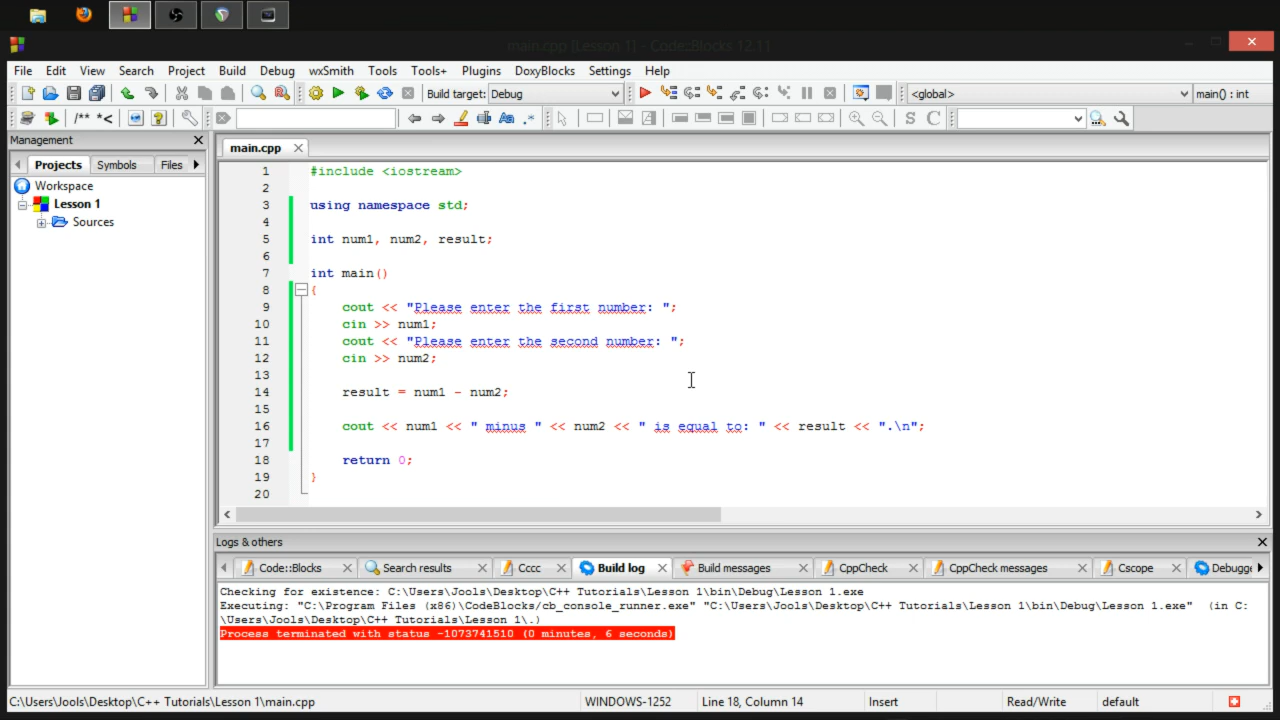 main.cpp [Lesson 1] - Code::Blocks 12.11
File Edit View Search Project Build Debug wxSmith Tools Tools+ Plugins DoxyBlocks Settings Help
Build target: Debug <global> main() : int
/** *< Aa .* S C
Management
Projects Symbols Files
Workspace
Lesson 1
Sources
main.cpp
1 #include <iostream>
2
3 using namespace std;
4
5 int num1, num2, result;
6
7 int main()
8 {
9 cout << "Please enter the first number: ";
10 cin >> num1;
11 cout << "Please enter the second number: ";
12 cin >> num2;
13
14 result = num1 - num2;
15
16 cout << num1 << " minus " << num2 << " is equal to: " << result << ".\n";
17
18 return 0;
19 }
20
Logs & others
Code::Blocks Search results Cccc Build log Build messages CppCheck CppCheck messages Cscope Debugge
Checking for existence: C:\Users\Jools\Desktop\C++ Tutorials\Lesson 1\bin\Debug\Lesson 1.exe
Executing: "C:\Program Files (x86)\CodeBlocks/cb_console_runner.exe" "C:\Users\Jools\Desktop\C++ Tutorials\Lesson 1\bin\Debug\Lesson 1.exe" (in C:
\Users\Jools\Desktop\C++ Tutorials\Lesson 1\.)
Process terminated with status -1073741510 (0 minutes, 6 seconds)
C:\Users\Jools\Desktop\C++ Tutorials\Lesson 1\main.cpp WINDOWS-1252 Line 18, Column 14 Insert Read/Write default